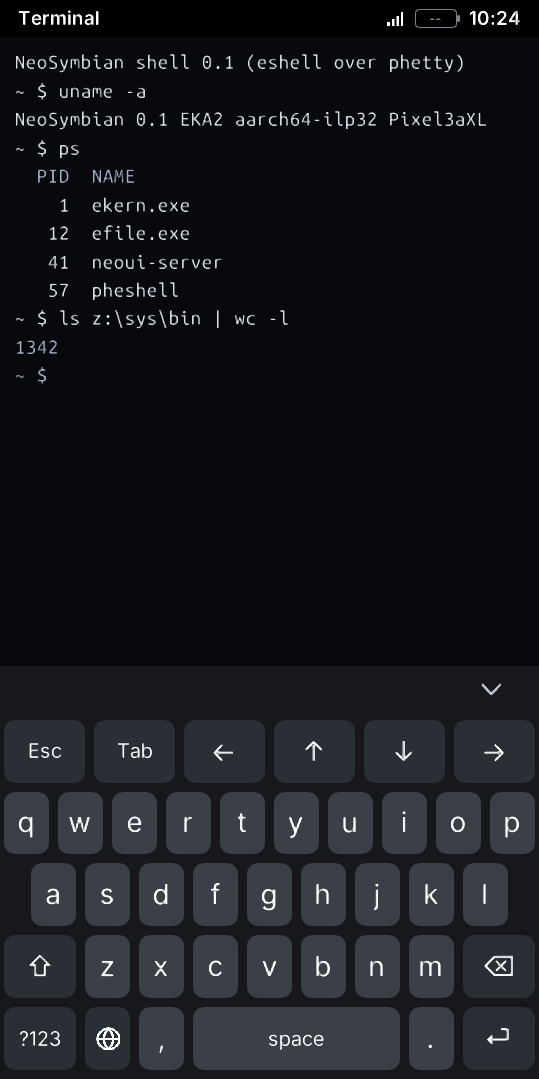 Terminal -- 10:24
NeoSymbian shell 0.1 (eshell over phetty)
~ $ uname -a
NeoSymbian 0.1 EKA2 aarch64-ilp32 Pixel3aXL
~ $ ps
PID NAME
1 ekern.exe
12 efile.exe
41 neoui-server
57 pheshell
~ $ ls z:\sys\bin | wc -l
1342
~ $
Esc Tab ← ↑ ↓ →
q w e r t y u i o p
a s d f g h j k l
z x c v b n m
?123 , space .